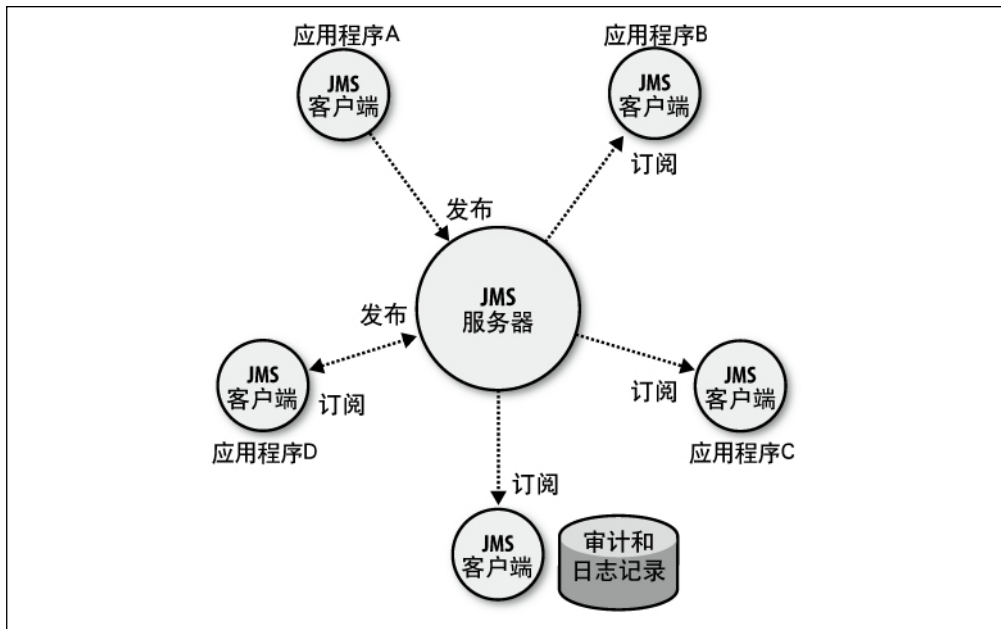 应用程序A
JMS
客户端
应用程序B
JMS
客户端
订阅
发布
JMS
服务器
发布
JMS
客户端
订阅
应用程序D
订阅
JMS
客户端
应用程序C
订阅
JMS
客户端
审计和
日志记录